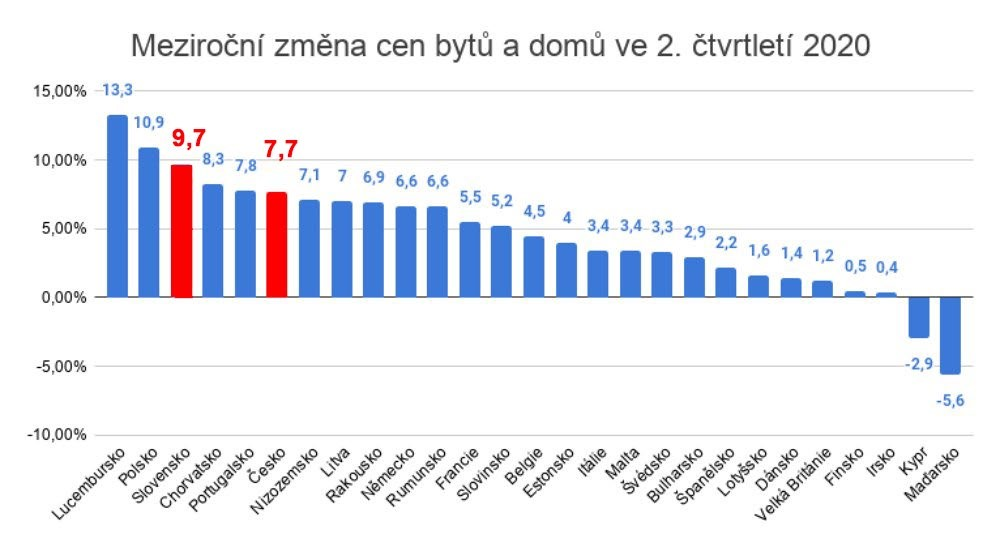 Meziroční změna cen bytů a domů ve 2. čtvrtletí 2020
15,00%
10,00%
5,00%
0,00%
-5,00%
-10,00%
13,3
10,9
9,7
8,3
7,8
7,7
7,1
7
6,9
6,6
6,6
5,5
5,2
4,5
4
3,4
3,4
3,3
2,9
2,2
1,6
1,4
1,2
0,5
0,4
-2,9
-5,6
Lucembursko
Polsko
Slovensko
Chorvatsko
Portugalsko
Česko
Nizozemsko
Litva
Rakousko
Německo
Rumunsko
Francie
Slovinsko
Belgie
Estonsko
Itálie
Malta
Švédsko
Bulharsko
Španělsko
Lotyšsko
Dánsko
Velká Británie
Finsko
Irsko
Kypr
Maďarsko